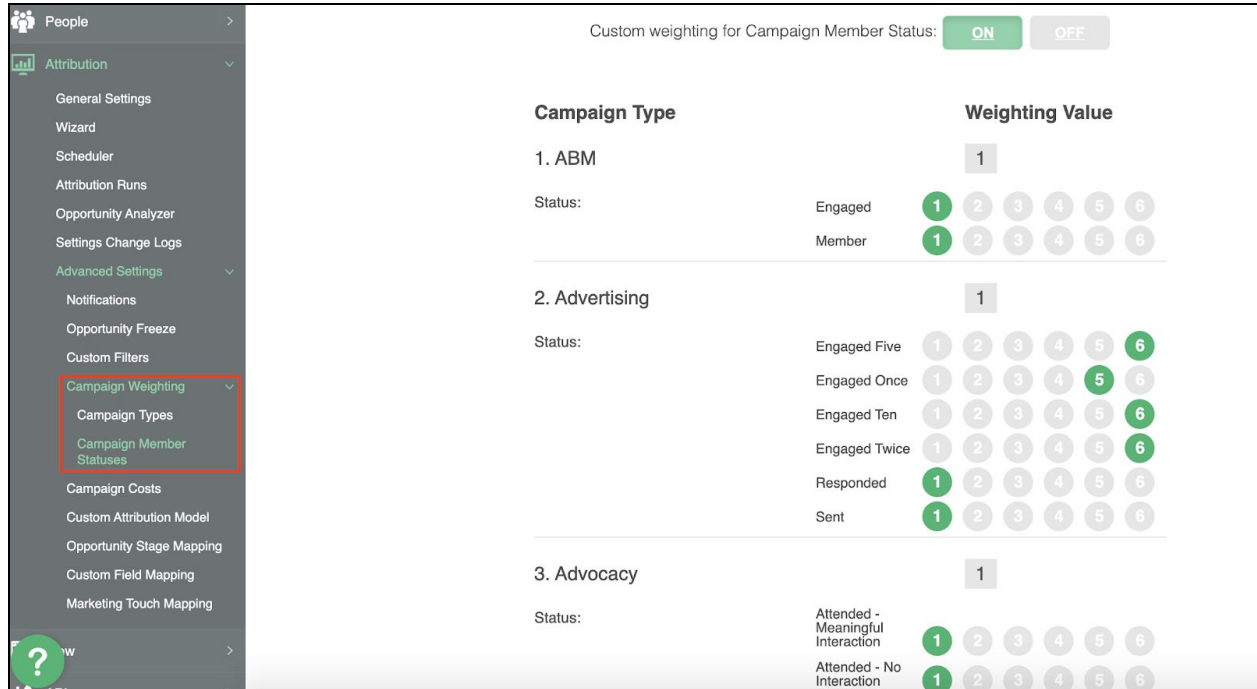 People
Attribution
General Settings
Wizard
Scheduler
Attribution Runs
Opportunity Analyzer
Settings Change Logs
Advanced Settings
Notifications
Opportunity Freeze
Custom Filters
Campaign Weighting
Campaign Types
Campaign Member
Statuses
Campaign Costs
Custom Attribution Model
Opportunity Stage Mapping
Custom Field Mapping
Marketing Touch Mapping
?
Custom weighting for Campaign Member Status: ON OFF
Campaign Type Weighting Value
1. ABM 1
Status:
Engaged 1 2 3 4 5 6
Member 1 2 3 4 5 6
2. Advertising 1
Status:
Engaged Five 1 2 3 4 5 6
Engaged Once 1 2 3 4 5 6
Engaged Ten 1 2 3 4 5 6
Engaged Twice 1 2 3 4 5 6
Responded 1 2 3 4 5 6
Sent 1 2 3 4 5 6
3. Advocacy 1
Status:
Attended -
Meaningful
Interaction 1 2 3 4 5 6
Attended - No
Interaction 1 2 3 4 5 6